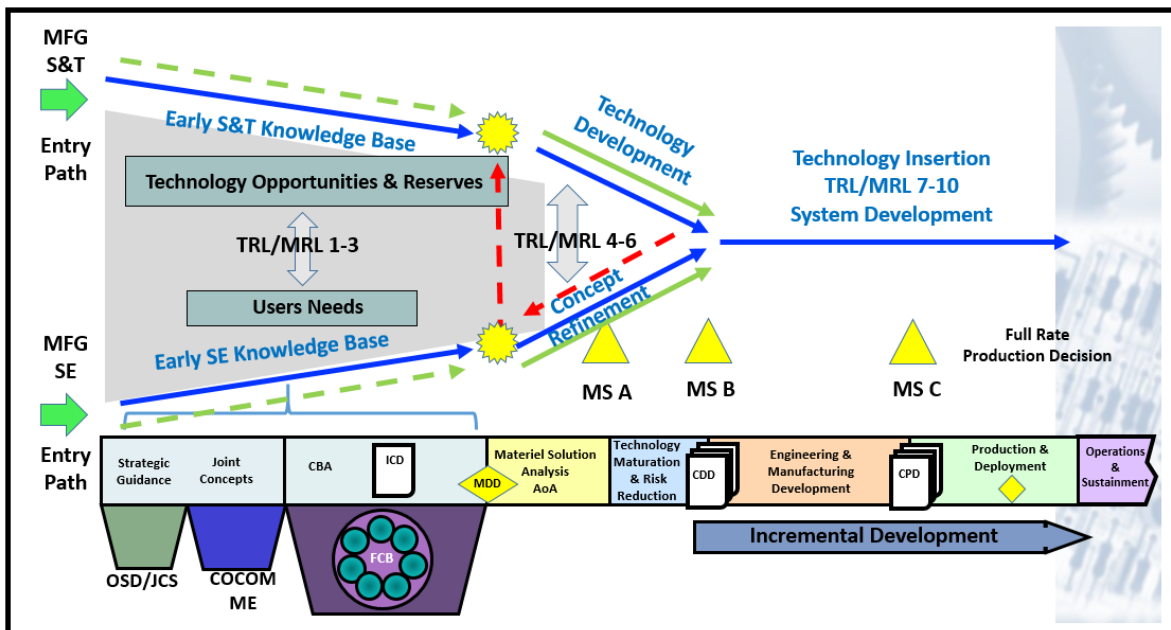 MFG
S&T
Entry
Path
Early S&T Knowledge Base
Technology Opportunities & Reserves
TRL/MRL 1-3
Users Needs
Early SE Knowledge Base
MFG
SE
Entry
Path
Technology
Development
TRL/MRL 4-6
Concept
Refinement
Technology Insertion
TRL/MRL 7-10
System Development
MS A
MS B
MS C
Full Rate
Production Decision
Strategic
Guidance
Joint
Concepts
CBA
ICD
MDD
Materiel Solution
Analysis
AoA
Technology
Maturation
& Risk
Reduction
CDD
Engineering &
Manufacturing
Development
CPD
Production &
Deployment
Operations
&
Sustainment
OSD/JCS
COCOM
ME
FCB
Incremental Development